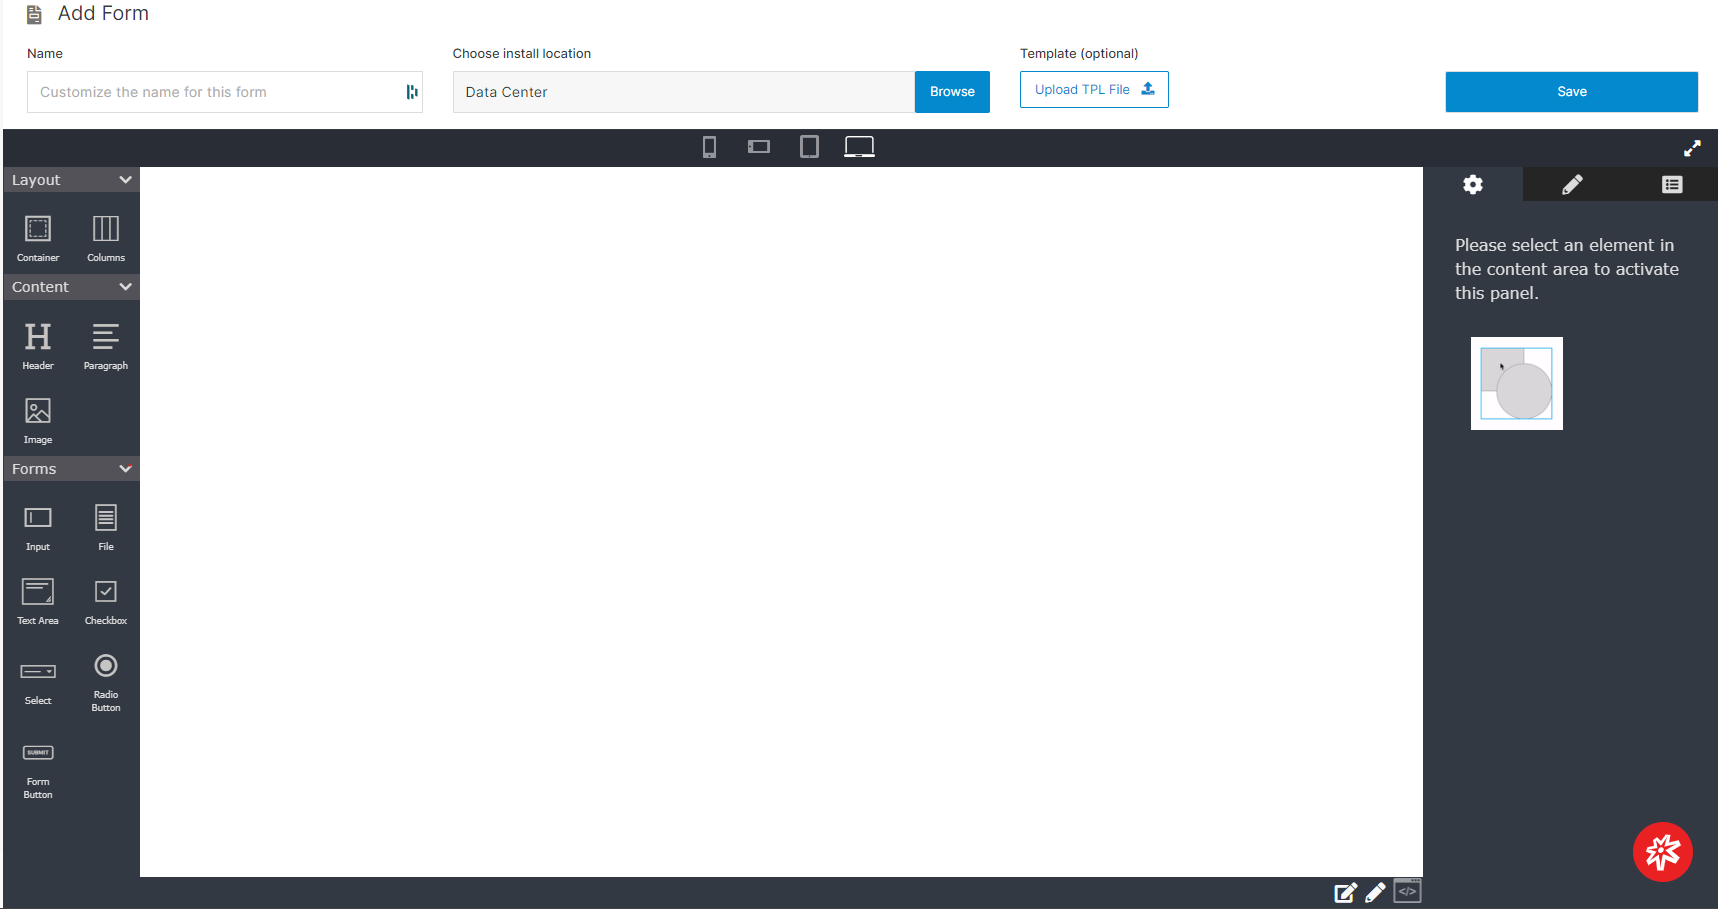 Add Form
Name
Choose install location
Template (optional)
Customize the name for this form
Data Center
Browse
Upload TPL File
Save
Layout
Container
Columns
Content
Header
Paragraph
Image
Forms
Input
File
Text Area
Checkbox
Select
Radio
Button
SUBMIT
Form
Button
Please select an element in
the content area to activate
this panel.